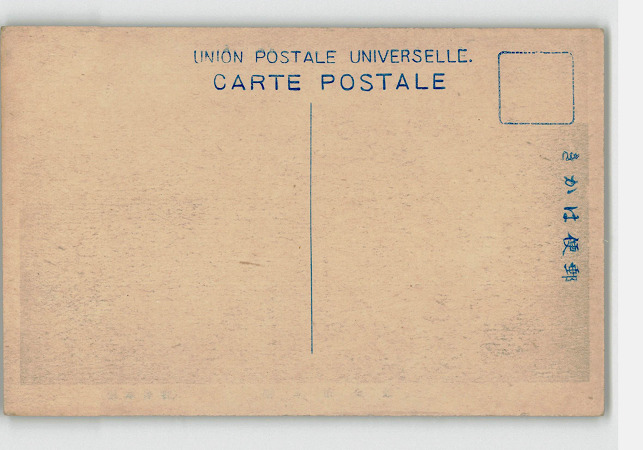 UNION POSTALE UNIVERSELLE.
CARTE POSTALE
郵便はかき